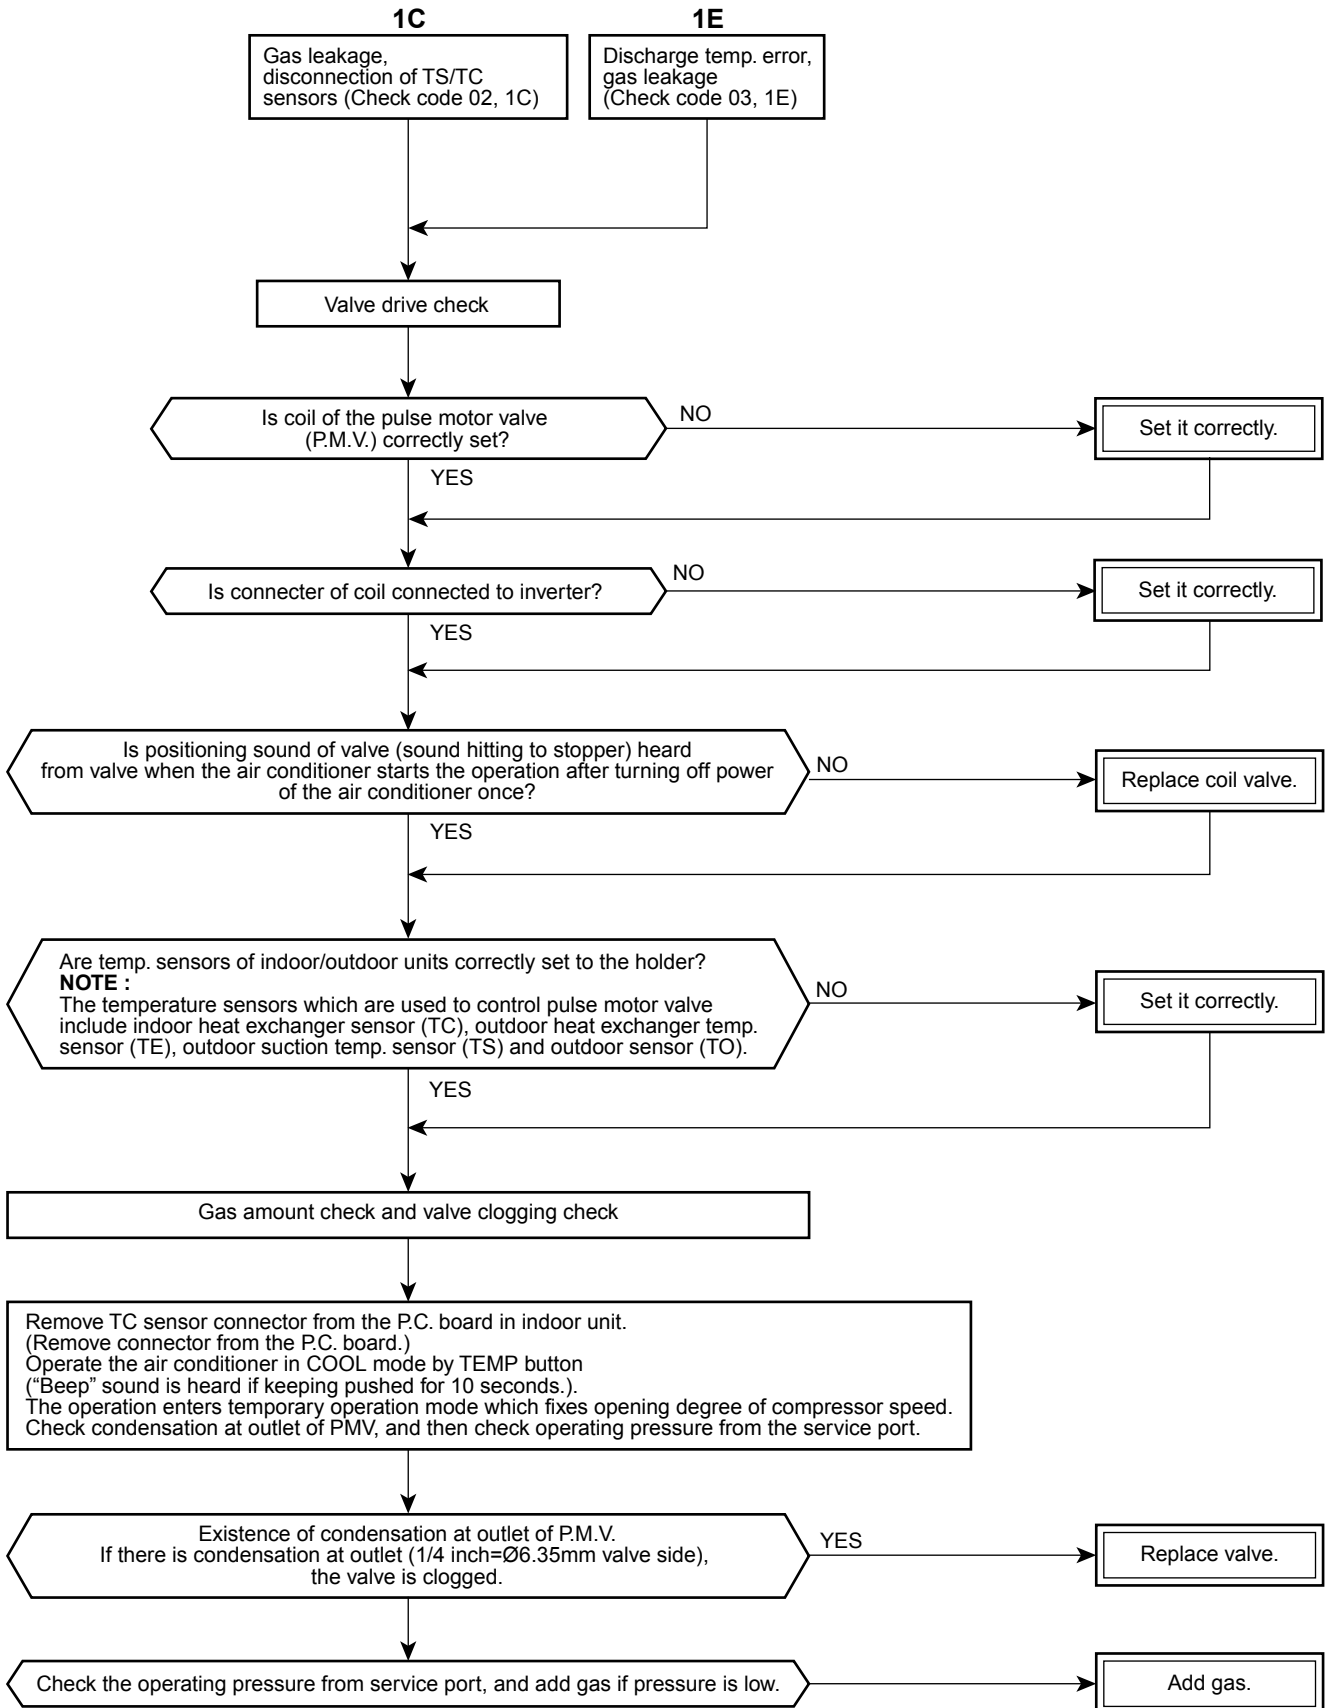 1C
1E
Gas leakage,
disconnection of TS/TC
sensors (Check code 02, 1C)
Discharge temp. error,
gas leakage
(Check code 03, 1E)
Valve drive check
Is coil of the pulse motor valve
(P.M.V.) correctly set?
NO
Set it correctly.
YES
Is connecter of coil connected to inverter?
NO
Set it correctly.
YES
Is positioning sound of valve (sound hitting to stopper) heard
from valve when the air conditioner starts the operation after turning off power
of the air conditioner once?
NO
Replace coil valve.
YES
Are temp. sensors of indoor/outdoor units correctly set to the holder?
NOTE :
The temperature sensors which are used to control pulse motor valve
include indoor heat exchanger sensor (TC), outdoor heat exchanger temp.
sensor (TE), outdoor suction temp. sensor (TS) and outdoor sensor (TO).
NO
Set it correctly.
YES
Gas amount check and valve clogging check
Remove TC sensor connector from the P.C. board in indoor unit.
(Remove connector from the P.C. board.)
Operate the air conditioner in COOL mode by TEMP button
(“Beep” sound is heard if keeping pushed for 10 seconds.).
The operation enters temporary operation mode which fixes opening degree of compressor speed.
Check condensation at outlet of PMV, and then check operating pressure from the service port.
Existence of condensation at outlet of P.M.V.
If there is condensation at outlet (1/4 inch=Ø6.35mm valve side),
the valve is clogged.
YES
Replace valve.
Check the operating pressure from service port, and add gas if pressure is low.
Add gas.